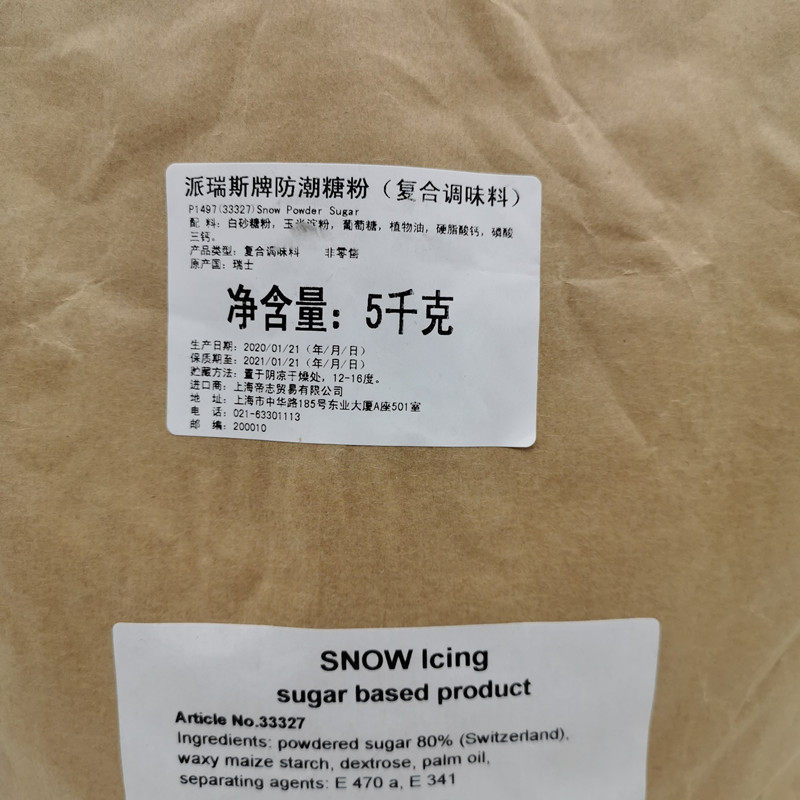 派瑞斯牌防潮糖粉（复合调味料）
P1497(33327)Snow Powder Sugar
配 料：白砂糖粉，玉米淀粉，葡萄糖，植物油，硬脂酸钙，磷酸
三钙。
产品类型：复合调味料 非零售
原产国：瑞士
净含量：5千克
生产日期：2020/01/21（年/月/日）
保质期至：2021/01/21（年/月/日）
贮藏方法：置于阴凉干燥处，12-16度。
进口商：上海帝志贸易有限公司
地 址：上海市中华路185号东业大厦A座501室
电 话：021-63301113
邮 编：200010
SNOW Icing
sugar based product
Article No.33327
Ingredients: powdered sugar 80% (Switzerland),
waxy maize starch, dextrose, palm oil,
separating agents: E 470 a, E 341